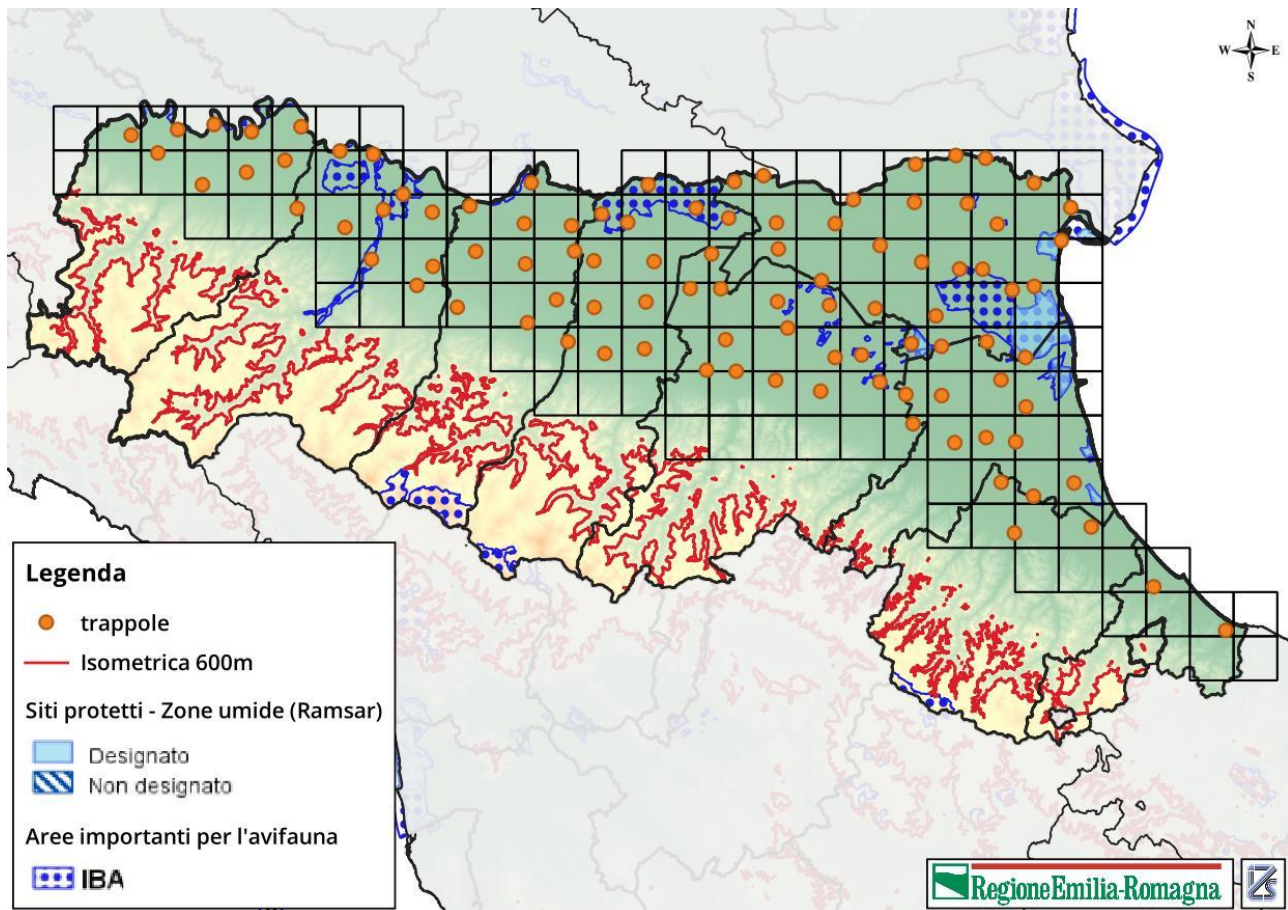 N
W E
S
Legenda
trappole
Isometrica 600m
Siti protetti - Zone umide (Ramsar)
Designato
Non designato
Aree importanti per l'avifauna
IBA
RegioneEmilia-Romagna